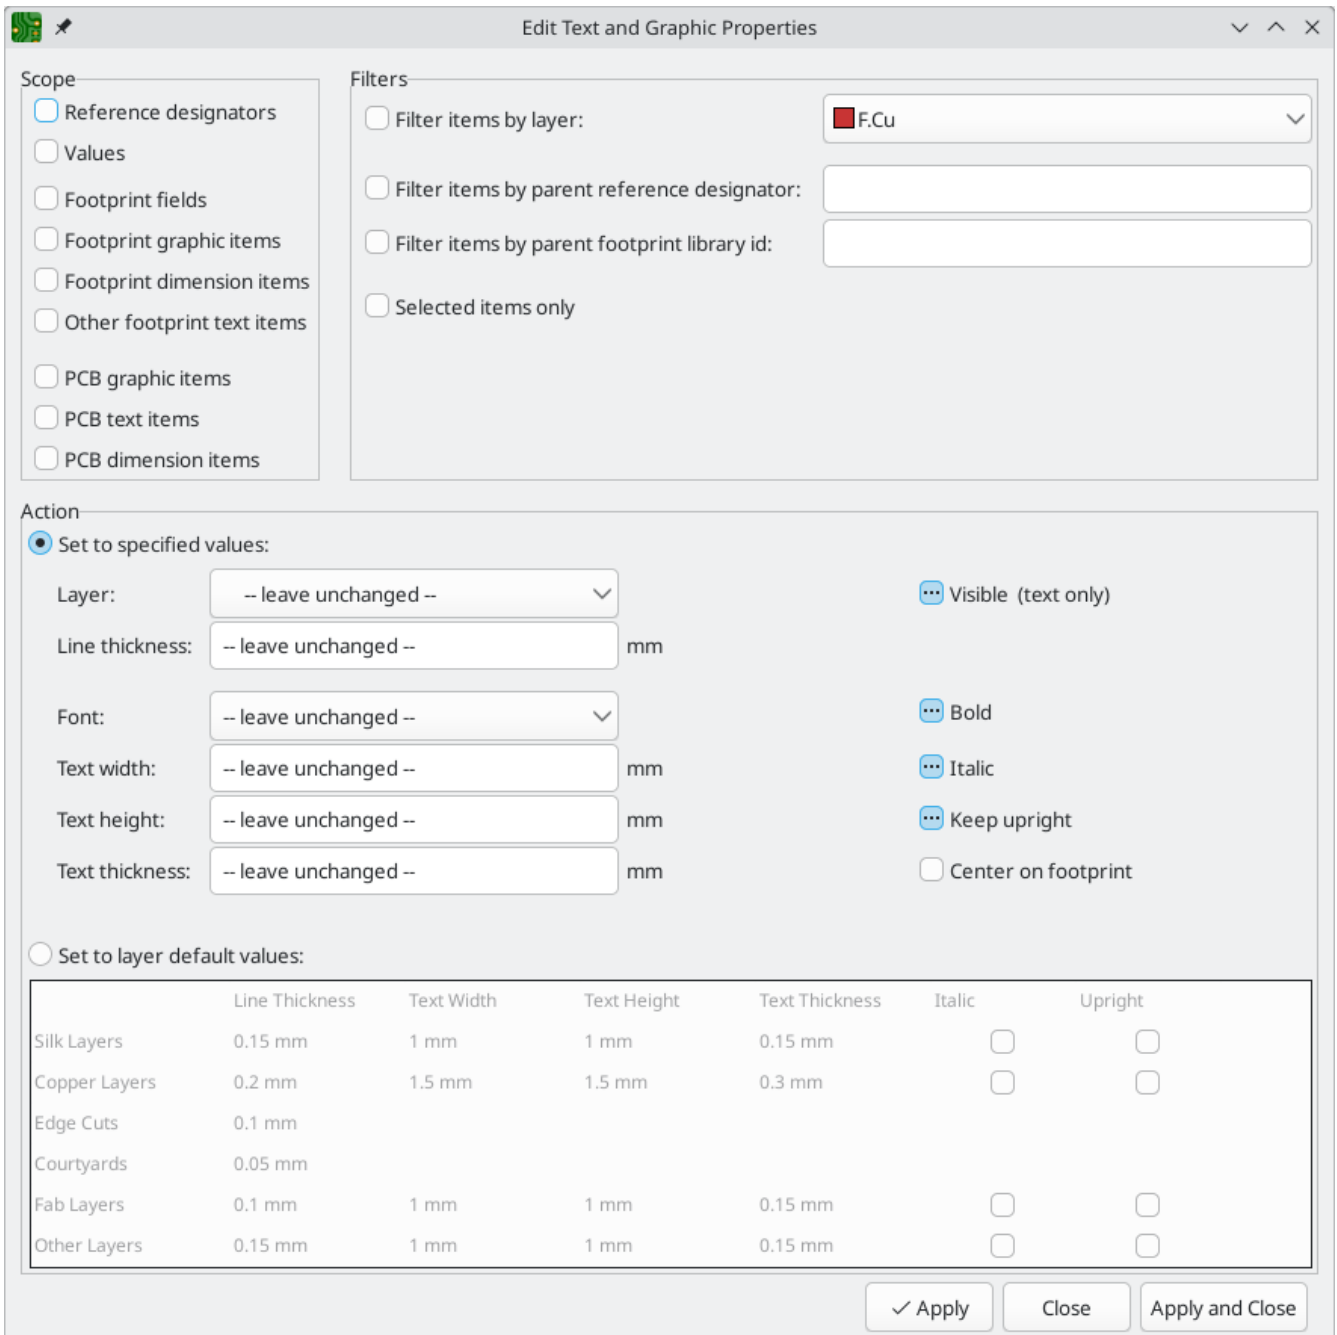 Edit Text and Graphic Properties
Scope
Reference designators
Values
Footprint fields
Footprint graphic items
Footprint dimension items
Other footprint text items
PCB graphic items
PCB text items
PCB dimension items
Filters
Filter items by layer: F.Cu
Filter items by parent reference designator:
Filter items by parent footprint library id:
Selected items only
Action
Set to specified values:
Layer: -- leave unchanged -- Visible (text only)
Line thickness: -- leave unchanged -- mm
Font: -- leave unchanged -- Bold
Text width: -- leave unchanged -- mm Italic
Text height: -- leave unchanged -- mm Keep upright
Text thickness: -- leave unchanged -- mm Center on footprint
Set to layer default values:
Line Thickness Text Width Text Height Text Thickness Italic Upright
Silk Layers 0.15 mm 1 mm 1 mm 0.15 mm
Copper Layers 0.2 mm 1.5 mm 1.5 mm 0.3 mm
Edge Cuts 0.1 mm
Courtyards 0.05 mm
Fab Layers 0.1 mm 1 mm 1 mm 0.15 mm
Other Layers 0.15 mm 1 mm 1 mm 0.15 mm
Apply Close Apply and Close